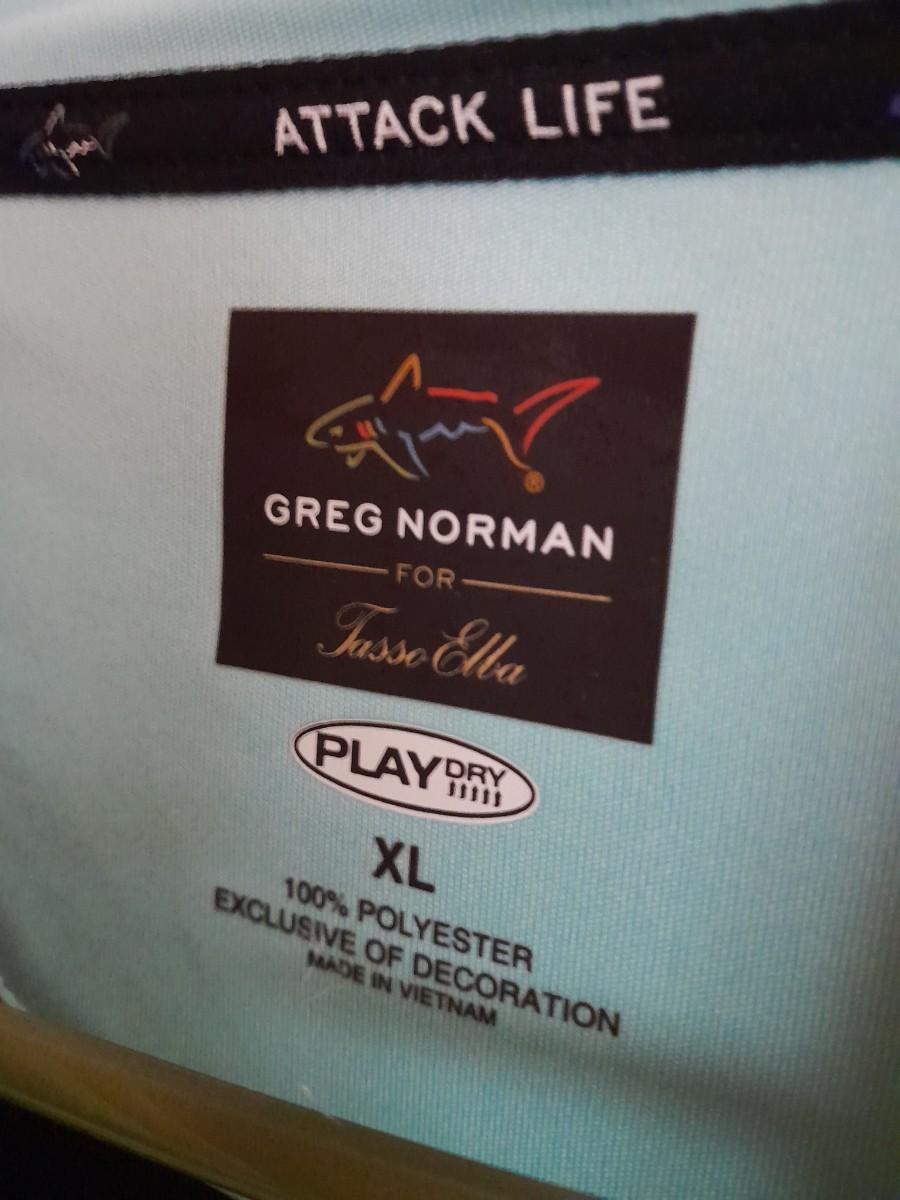 ATTACK LIFE
®
GREG NORMAN
FOR
Tasso Elba
PLAY DRY
XL
100% POLYESTER
EXCLUSIVE OF DECORATION
MADE IN VIETNAM